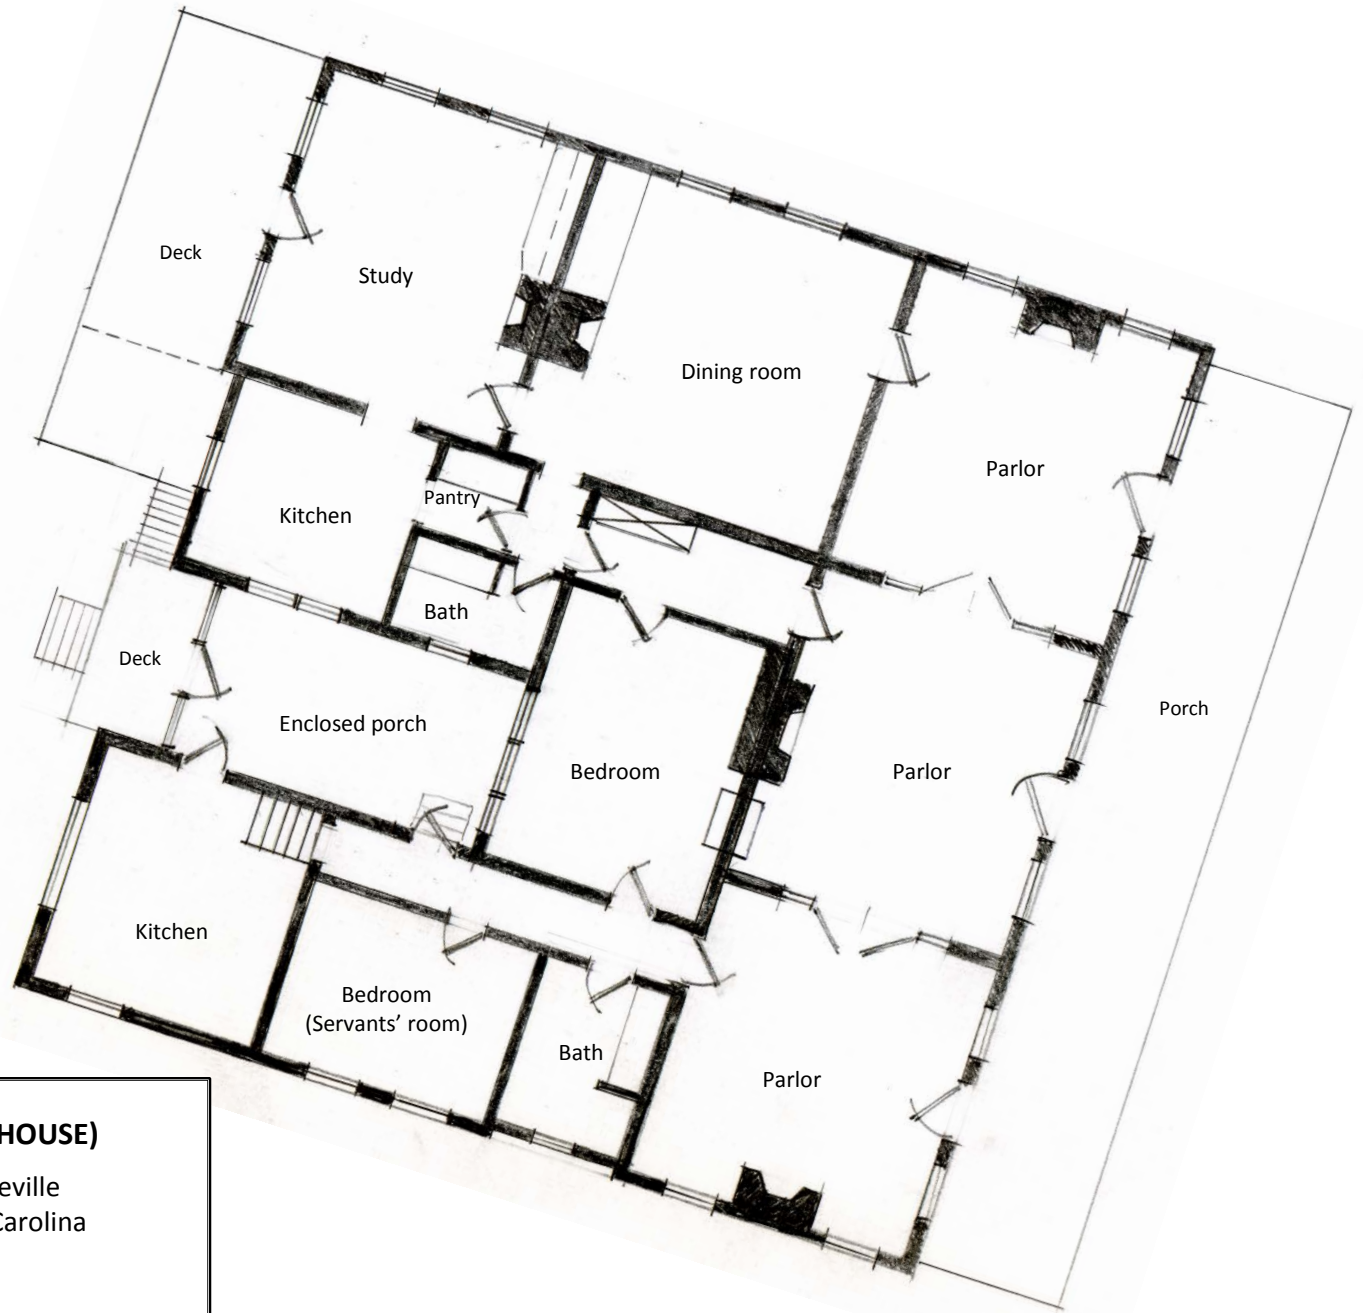 Deck
Study
Dining room
Parlor
Pantry
Kitchen
Bath
Deck
Enclosed porch
Porch
Bedroom
Parlor
Kitchen
Bedroom
(Servants’ room)
Bath
Parlor
HOUSE)
eville
Carolina